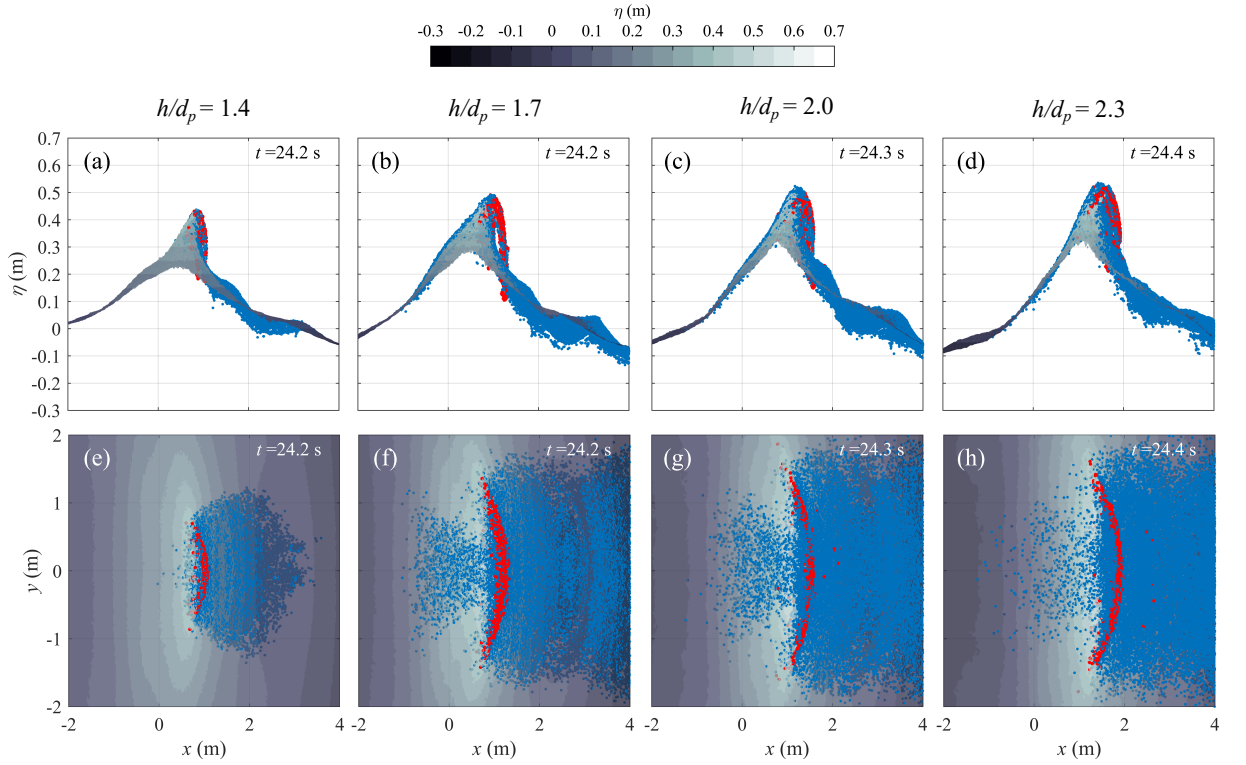 η (m)
-0.3 -0.2 -0.1 0 0.1 0.2 0.3 0.4 0.5 0.6 0.7
h/dₚ = 1.4 h/dₚ = 1.7 h/dₚ = 2.0 h/dₚ = 2.3
0.7
0.6
0.5
0.4
0.3
0.2
0.1
0
-0.1
-0.2
-0.3
η (m)
(a) t =24.2 s
(b) t =24.2 s
(c) t =24.3 s
(d) t =24.4 s
2
1
0
-1
-2
y (m)
(e) t =24.2 s
(f) t =24.2 s
(g) t =24.3 s
(h) t =24.4 s
-2 0 2 4 -2 0 2 4 -2 0 2 4 -2 0 2 4
x (m) x (m) x (m) x (m)